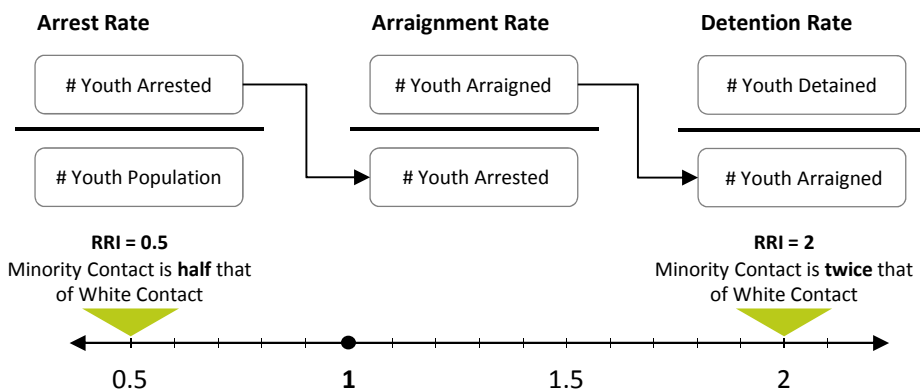 Arrest Rate
Arraignment Rate
Detention Rate
# Youth Arrested
# Youth Arraigned
# Youth Detained
# Youth Population
# Youth Arrested
# Youth Arraigned
RRI = 0.5
Minority Contact is half that
of White Contact
RRI = 2
Minority Contact is twice that
of White Contact
0.5
1
1.5
2